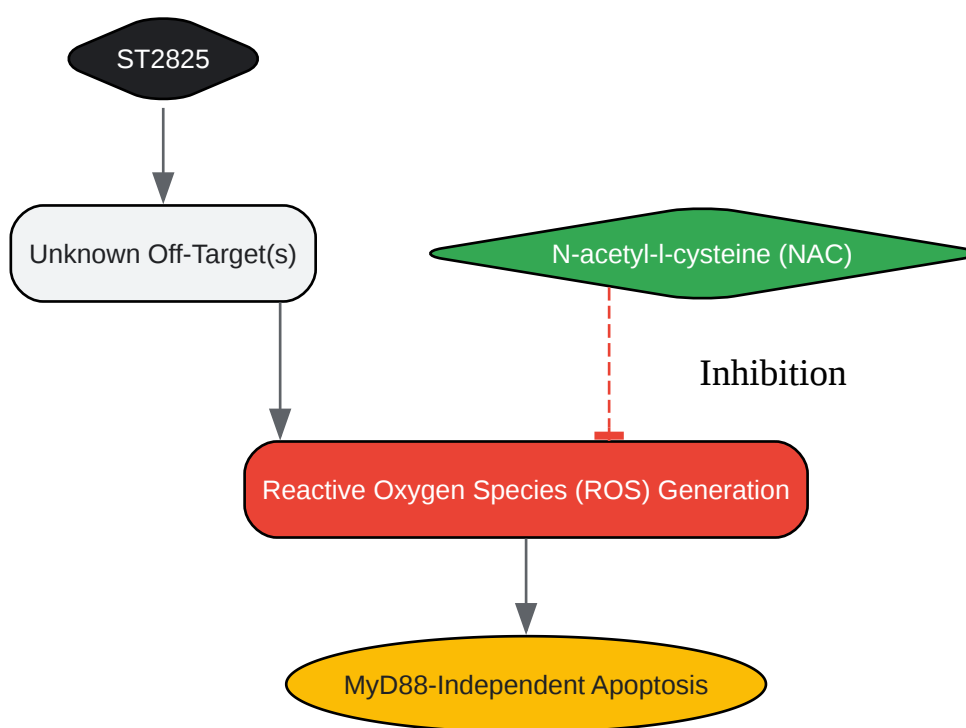 ST2825
Unknown Off-Target(s)
N-acetyl-l-cysteine (NAC)
Inhibition
Reactive Oxygen Species (ROS) Generation
MyD88-Independent Apoptosis